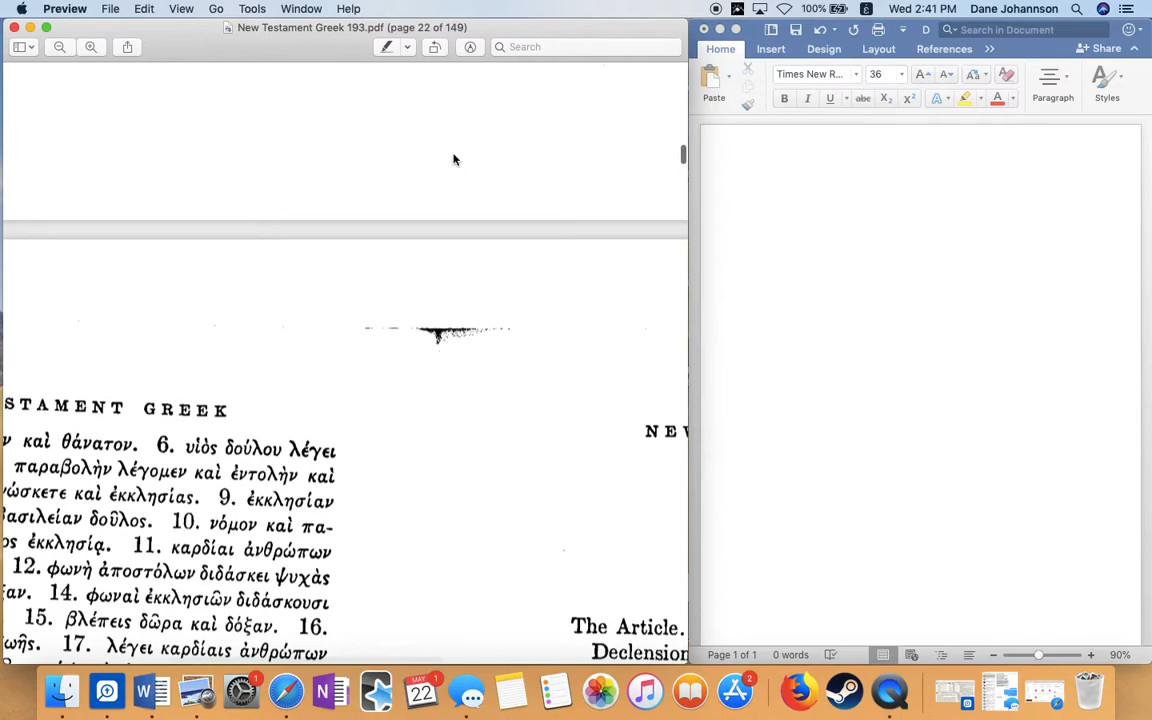 Preview File Edit View Go Tools Window Help 100% Wed 2:41 PM Dane Johannson
New Testament Greek 193.pdf (page 22 of 149)
Search
D Search in Document
Home Insert Design Layout References >> Share
Paste Times New R... 36 Paragraph Styles
STAMENT GREEK
ν καὶ θάνατον. 6. υἱὸς δούλου λέγει
παραβολὴν λέγομεν καὶ ἐντολὴν καὶ
νώσκετε καὶ ἐκκλησίας. 9. ἐκκλησίαν
βασιλείαν δοῦλος. 10. νόμον καὶ πα-
ος ἐκκλησίᾳ. 11. καρδίαι ἀνθρώπων
12. φωνὴ ἀποστόλων διδάσκει ψυχὰς
ξαν. 14. φωναὶ ἐκκλησιῶν διδάσκουσι
15. βλέπεις δῶρα καὶ δόξαν. 16.
ζωῆς. 17. λέγει καρδίαις ἀνθρώπων
NEW
The Article.
Declension
Page 1 of 1 0 words 90%
MAY
22